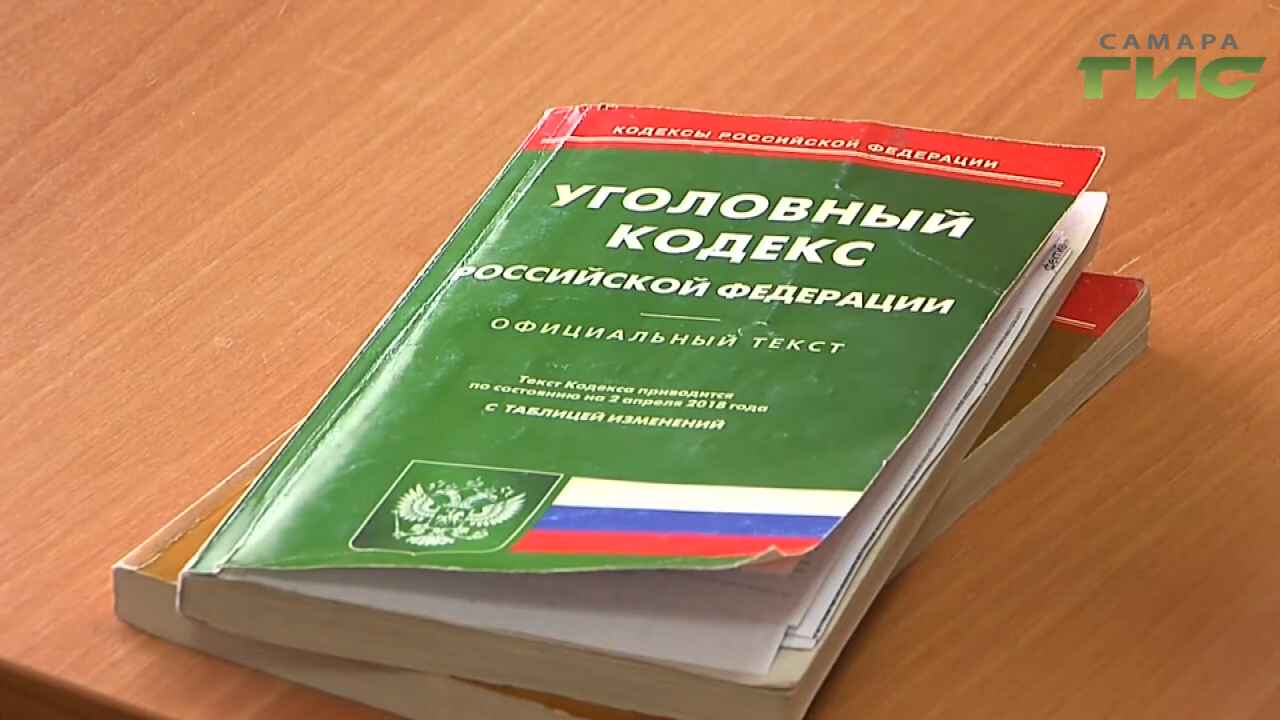 САМАРА
ГИС
КОДЕКСЫ РОССИЙСКОЙ ФЕДЕРАЦИИ
УГОЛОВНЫЙ
КОДЕКС
РОССИЙСКОЙ ФЕДЕРАЦИИ
ОФИЦИАЛЬНЫЙ ТЕКСТ
Текст Кодекса приводится
по состоянию на 2 апреля 2018 года
С ТАБЛИЦЕЙ ИЗМЕНЕНИЙ